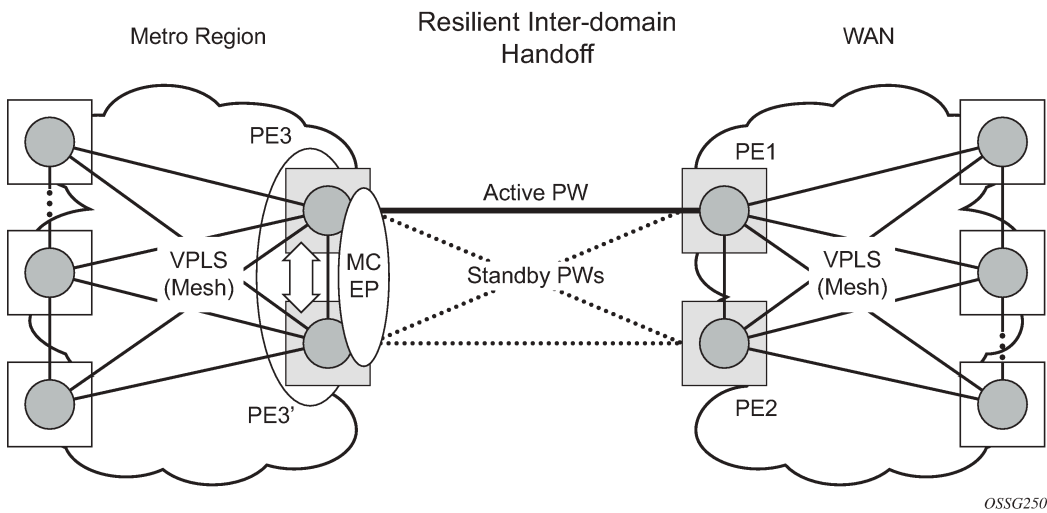 Resilient Inter-domain
Handoff
Metro Region
WAN
PE3
PE1
Active PW
VPLS
(Mesh)
MC
EP
Standby PWs
VPLS
(Mesh)
PE3’
PE2
OSSG250